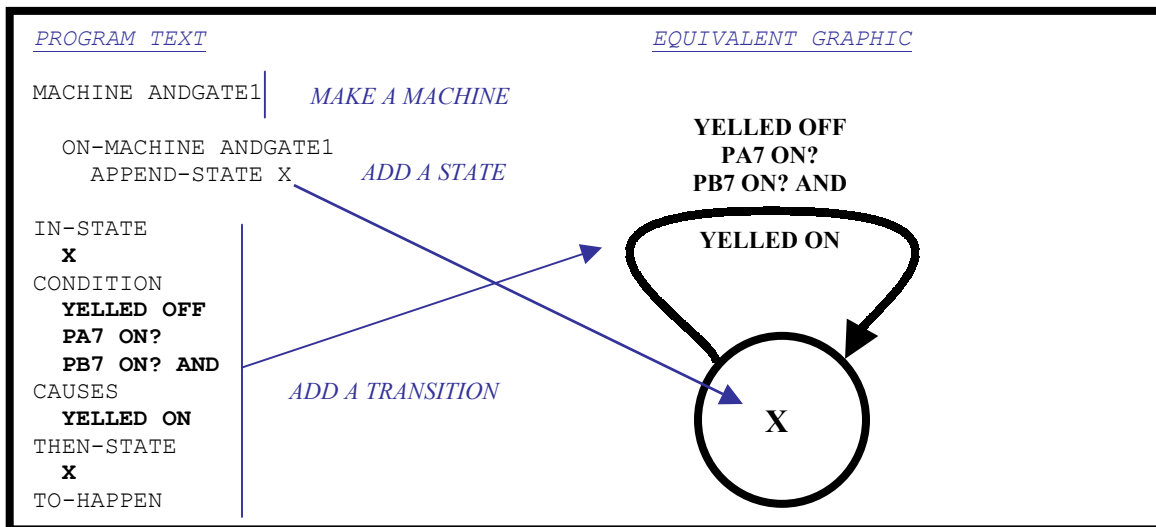 PROGRAM TEXT
MACHINE ANDGATE1
MAKE A MACHINE
ON-MACHINE ANDGATE1
APPEND-STATE X
ADD A STATE
IN-STATE
X
CONDITION
YELLED OFF
PA7 ON?
PB7 ON? AND
CAUSES
YELLED ON
THEN-STATE
X
TO-HAPPEN
ADD A TRANSITION
EQUIVALENT GRAPHIC
YELLED OFF
PA7 ON?
PB7 ON? AND
YELLED ON
X